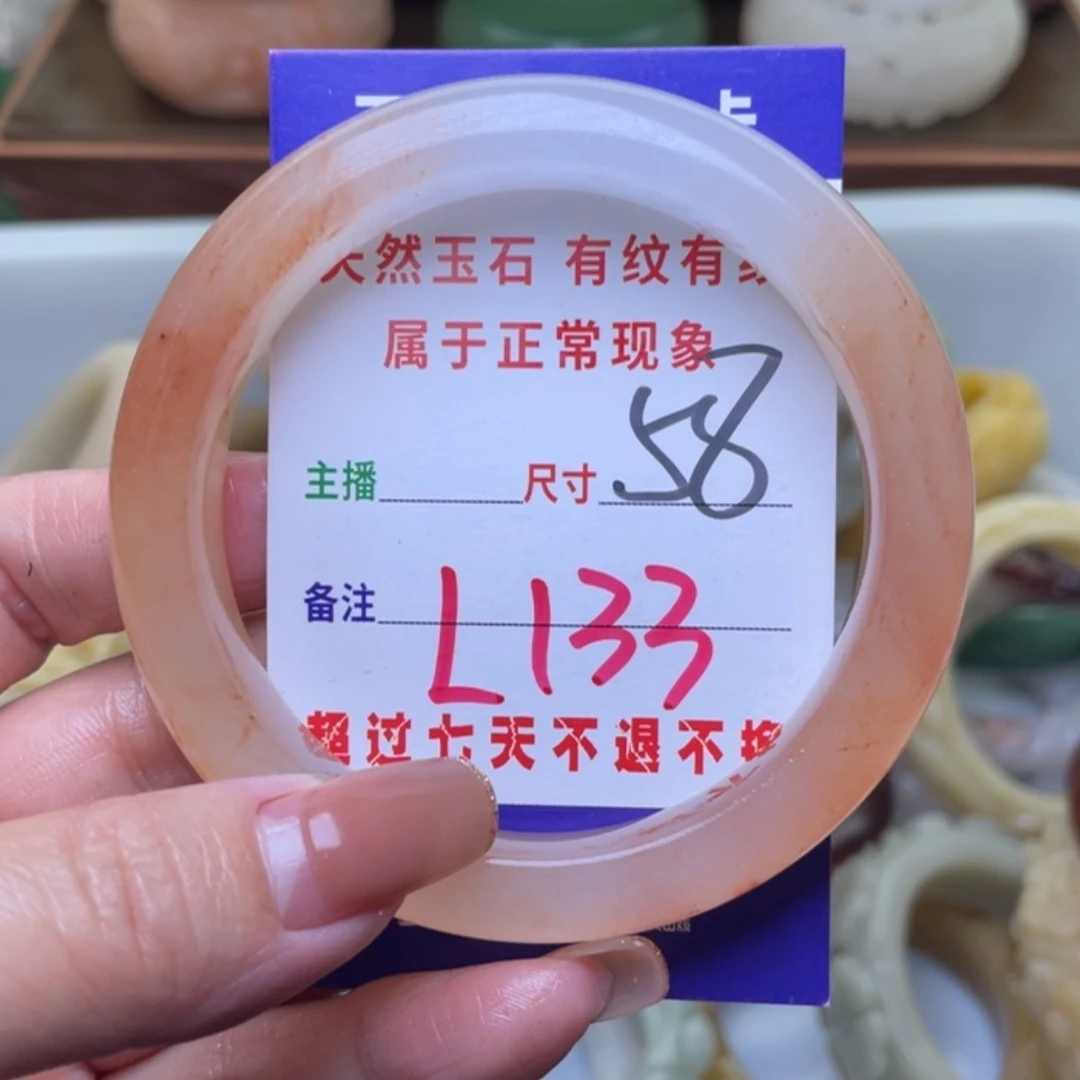 天然玉石 有纹有
属于正常现象
主播 尺寸 58
备注 L133
超过七天不退不换